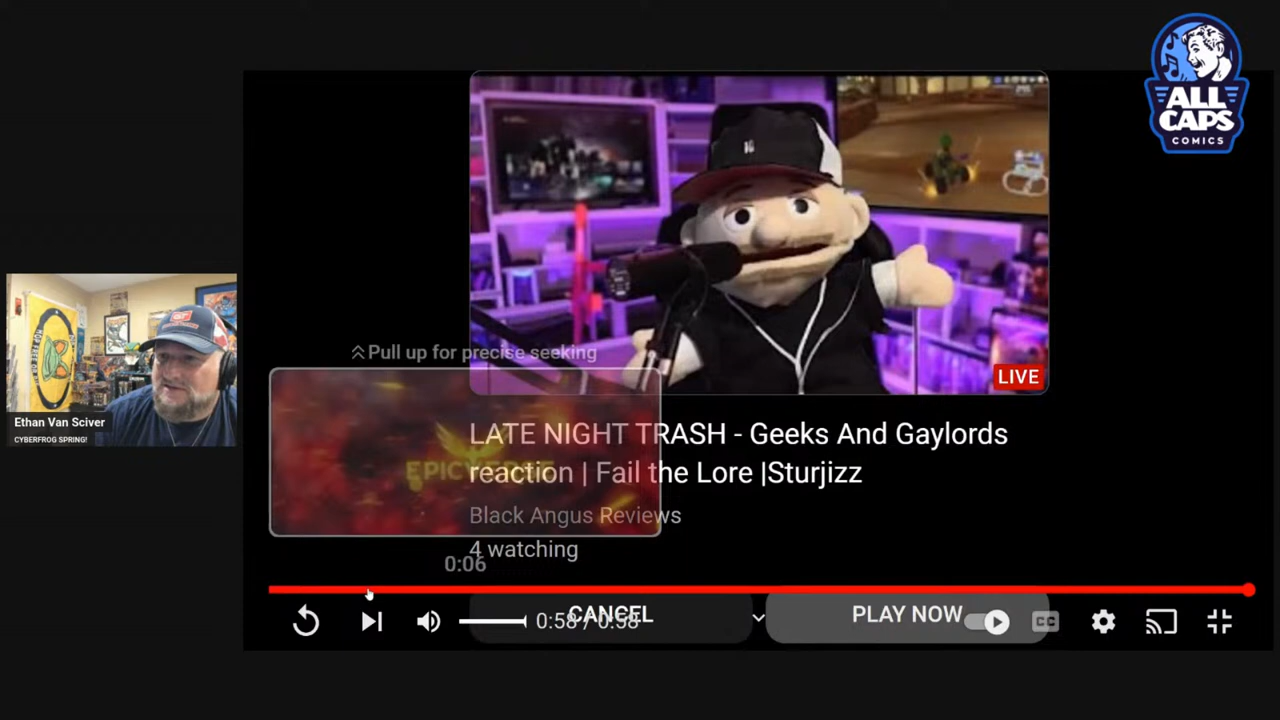 ALL
CAPS
COMICS
LIVE
Pull up for precise seeking
LATE NIGHT TRASH - Geeks And Gaylords
reaction | Fail the Lore |Sturjizz
EPICVERSE
Black Angus Reviews
4 watching
0:06
Ethan Van Sciver
CYBERFROG SPRING!
CANCEL
PLAY NOW
0:58 / 0:58
CC